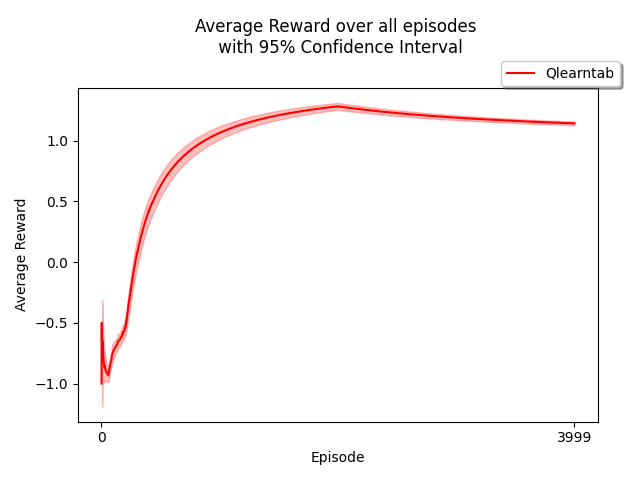 Average Reward over all episodes
with 95% Confidence Interval
Qlearntab
1.0
0.5
0.0
−0.5
−1.0
Average Reward
0
3999
Episode